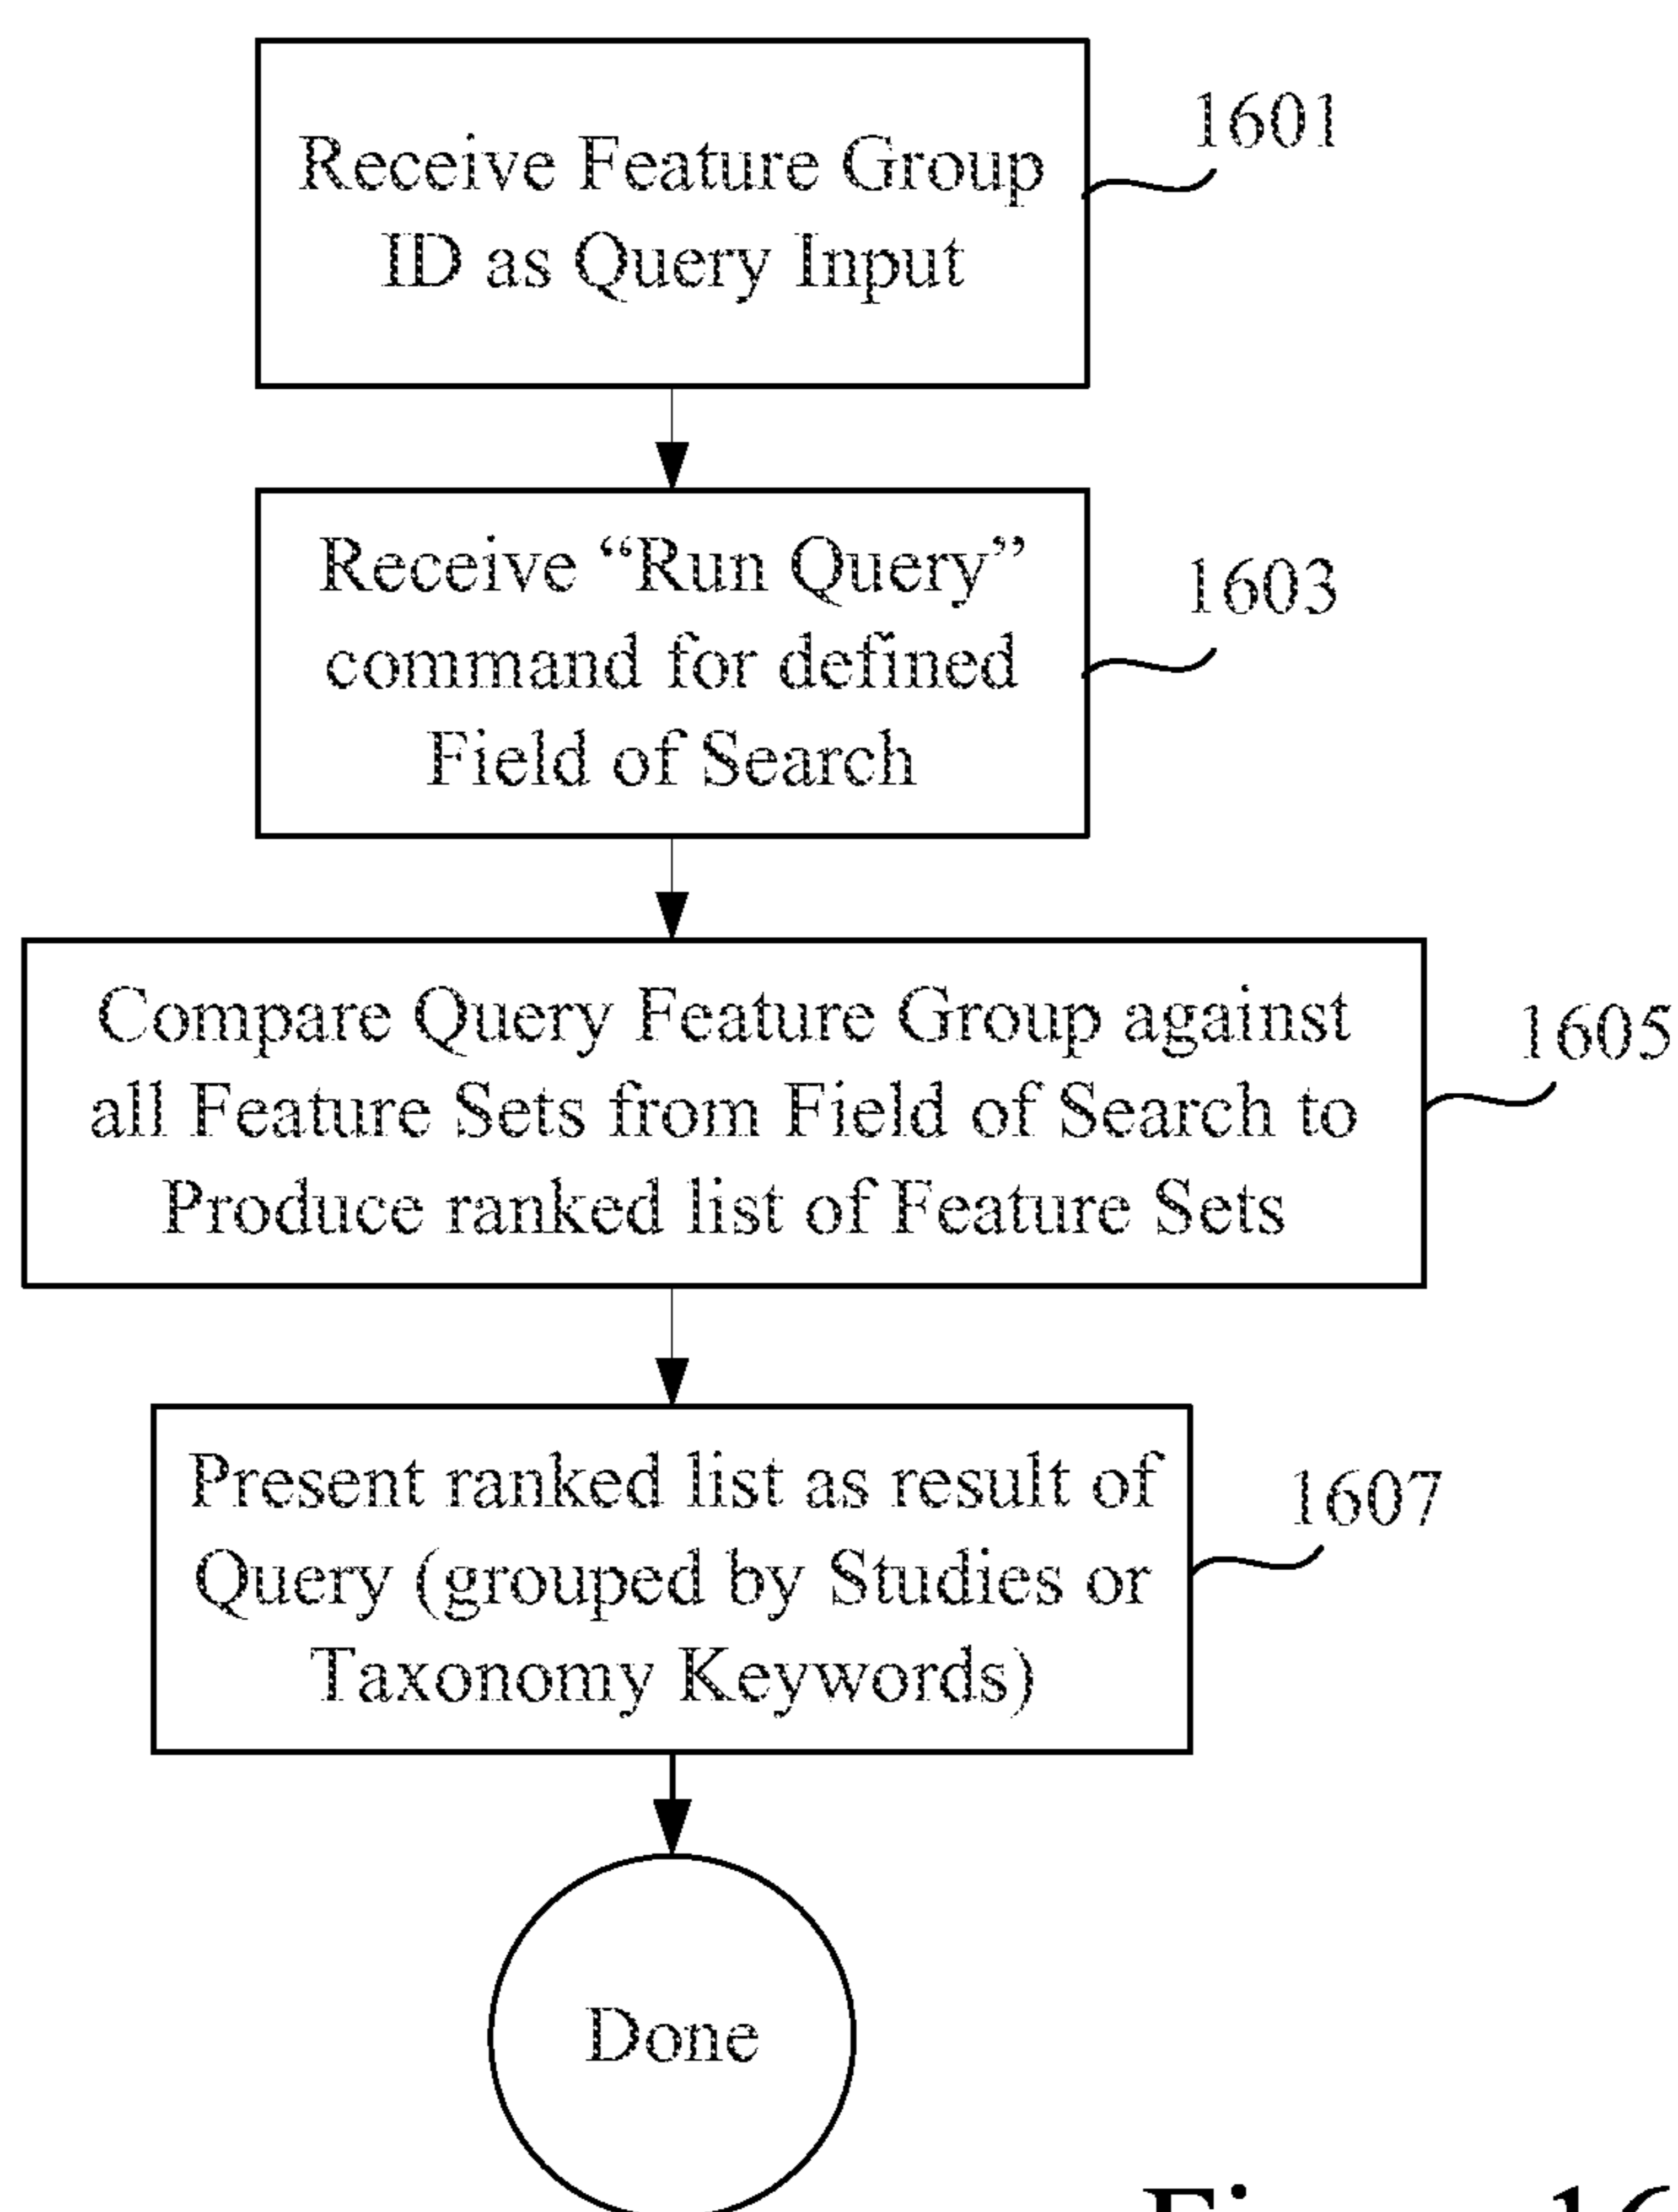 Receive Feature Group
ID as Query Input
1601
Receive “Run Query”
command for defined
Field of Search
1603
Compare Query Feature Group against
all Feature Sets from Field of Search to
Produce ranked list of Feature Sets
1605
Present ranked list as result of
Query (grouped by Studies or
Taxonomy Keywords)
1607
Done